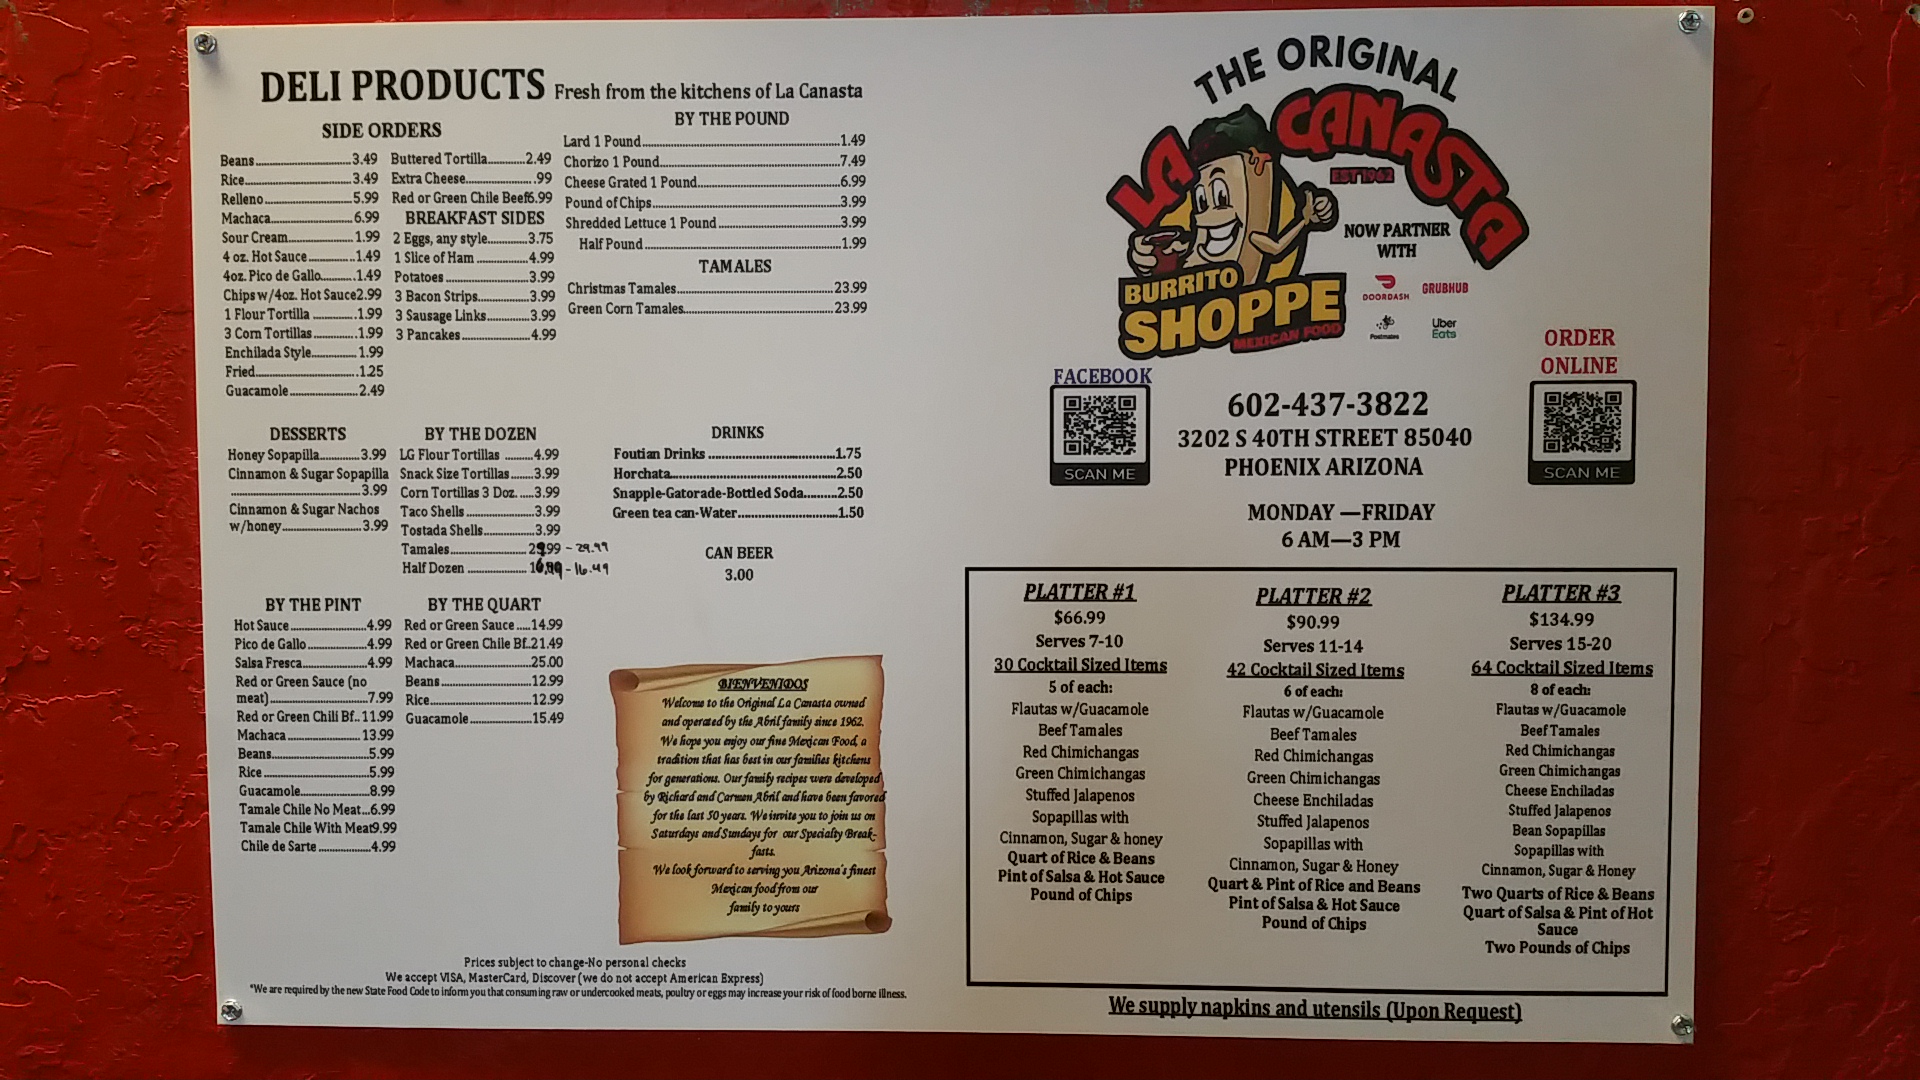 DELI PRODUCTS Fresh from the kitchens of La Canasta
SIDE ORDERS
Beans 3.49
Rice 3.49
Relleno 5.99
Machaca 6.99
Sour Cream 1.99
4 oz. Hot Sauce 1.49
4oz. Pico de Gallo 1.49
Chips w/4oz. Hot Sauce 2.99
1 Flour Tortilla 1.99
3 Corn Tortillas 1.99
Enchilada Style 1.99
Fried 1.25
Guacamole 2.49
Buttered Tortilla 2.49
Extra Cheese .99
Red or Green Chile Beef 6.99
BREAKFAST SIDES
2 Eggs, any style 3.75
1 Slice of Ham 4.99
Potatoes 3.99
3 Bacon Strips 3.99
3 Sausage Links 3.99
3 Pancakes 4.99
BY THE POUND
Lard 1 Pound 1.49
Chorizo 1 Pound 7.49
Cheese Grated 1 Pound 6.99
Pound of Chips 3.99
Shredded Lettuce 1 Pound 3.99
Half Pound 1.99
TAMALES
Christmas Tamales 23.99
Green Corn Tamales 23.99
DESSERTS
Honey Sopapilla 3.99
Cinnamon & Sugar Sopapilla
3.99
Cinnamon & Sugar Nachos
w/honey 3.99
BY THE DOZEN
LG Flour Tortillas 4.99
Snack Size Tortillas 3.99
Corn Tortillas 3 Doz. 3.99
Taco Shells 3.99
Tostada Shells 3.99
Tamales 29.99 - 29.99
Half Dozen 16.49 - 16.49
DRINKS
Foutian Drinks 1.75
Horchata 2.50
Snapple-Gatorade-Bottled Soda 2.50
Green tea can-Water 1.50
CAN BEER
3.00
BY THE PINT
Hot Sauce 4.99
Pico de Gallo 4.99
Salsa Fresca 4.99
Red or Green Sauce (no
meat) 7.99
Red or Green Chili Bf.. 11.99
Machaca 13.99
Beans 5.99
Rice 5.99
Guacamole 8.99
Tamale Chile No Meat 6.99
Tamale Chile With Meat 9.99
Chile de Sarte 4.99
BY THE QUART
Red or Green Sauce 14.99
Red or Green Chile Bf. 21.49
Machaca 25.00
Beans 12.99
Rice 12.99
Guacamole 15.49
BIENVENIDOS
Welcome to the Original La Canasta owned
and operated by the Abril family since 1962.
We hope you enjoy our fine Mexican Food, a
tradition that has best in our families kitchens
for generations. Our family recipes were developed
by Richard and Carmen Abril and have been favored
for the last 50 years. We invite you to join us on
Saturdays and Sundays for our Specialty Break-
fasts.
We look forward to serving you Arizona's finest
Mexican food from our
family to yours
Prices subject to change-No personal checks
We accept VISA, MasterCard, Discover (we do not accept American Express)
*We are required by the new State Food Code to inform you that consuming raw or undercooked meats, poultry or eggs may increase your risk of food borne illness.
THE ORIGINAL
LA CANASTA
EST 1962
BURRITO
SHOPPE
MEXICAN FOOD
NOW PARTNER
WITH
DOORDASH
GRUBHUB
Postmates
Uber
Eats
FACEBOOK
SCAN ME
ORDER
ONLINE
SCAN ME
602-437-3822
3202 S 40TH STREET 85040
PHOENIX ARIZONA
MONDAY —FRIDAY
6 AM—3 PM
PLATTER #1
$66.99
Serves 7-10
30 Cocktail Sized Items
5 of each:
Flautas w/Guacamole
Beef Tamales
Red Chimichangas
Green Chimichangas
Stuffed Jalapenos
Sopapillas with
Cinnamon, Sugar & honey
Quart of Rice & Beans
Pint of Salsa & Hot Sauce
Pound of Chips
PLATTER #2
$90.99
Serves 11-14
42 Cocktail Sized Items
6 of each:
Flautas w/Guacamole
Beef Tamales
Red Chimichangas
Green Chimichangas
Cheese Enchiladas
Stuffed Jalapenos
Sopapillas with
Cinnamon, Sugar & Honey
Quart & Pint of Rice and Beans
Pint of Salsa & Hot Sauce
Pound of Chips
PLATTER #3
$134.99
Serves 15-20
64 Cocktail Sized Items
8 of each:
Flautas w/Guacamole
Beef Tamales
Red Chimichangas
Green Chimichangas
Cheese Enchiladas
Stuffed Jalapenos
Bean Sopapillas
Sopapillas with
Cinnamon, Sugar & Honey
Two Quarts of Rice & Beans
Quart of Salsa & Pint of Hot
Sauce
Two Pounds of Chips
We supply napkins and utensils (Upon Request)